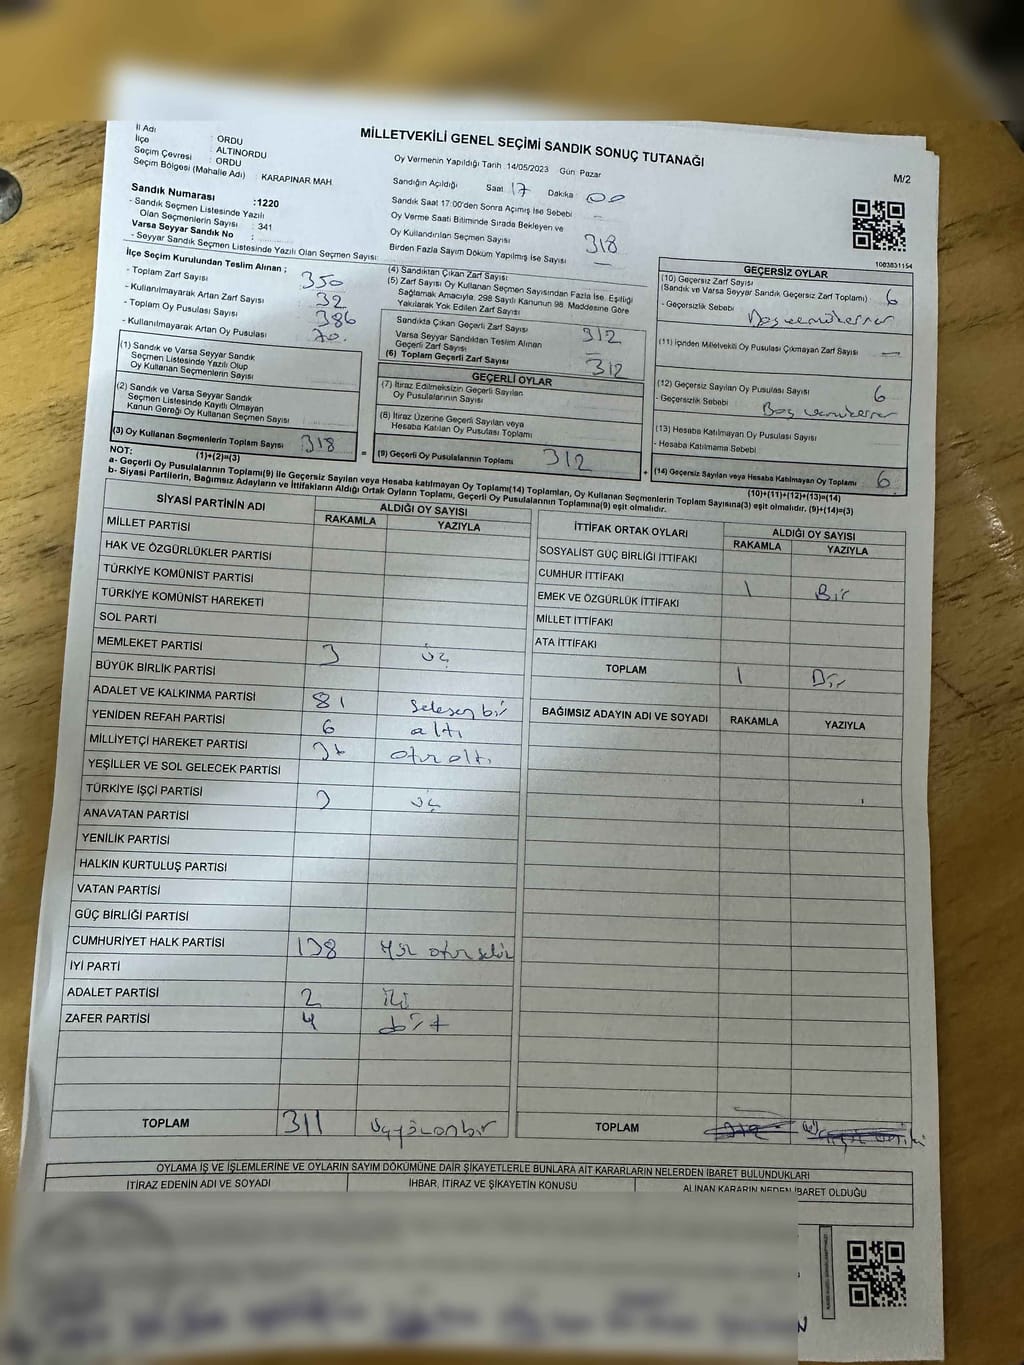 MİLLETVEKİLİ GENEL SEÇİMİ SANDIK SONUÇ TUTANAĞI
M/2
İl Adı : ORDU
İlçe : ALTINORDU
Seçim Çevresi : ORDU
Seçim Bölgesi (Mahalle Adı) : KARAPINAR MAH.
Sandık Numarası :1220
- Sandık Seçmen Listesinde Yazılı
Olan Seçmenlerin Sayısı : 341
Varsa Seyyar Sandık No :
- Seyyar Sandık Seçmen Listesinde Yazılı Olan Seçmen Sayısı:
Oy Vermenin Yapıldığı Tarih :14/05/2023 Gün :Pazar
Sandığın Açıldığı Saat 17 Dakika 00
Sandık Saat 17:00'den Sonra Açılmış İse Sebebi
Oy Verme Saati Bitiminde Sırada Bekleyen ve
Oy Kullandırılan Seçmen Sayısı
Birden Fazla Sayım Döküm Yapılmış İse Sayısı
318
1083831154
İlçe Seçim Kurulundan Teslim Alınan ;
- Toplam Zarf Sayısı 350
- Kullanılmayarak Artan Zarf Sayısı 32
- Toplam Oy Pusulası Sayısı 386
- Kullanılmayarak Artan Oy Pusulası
(1) Sandık ve Varsa Seyyar Sandık
Seçmen Listesinde Yazılı Olup
Oy Kullanan Seçmenlerin Sayısı
(2) Sandık ve Varsa Seyyar Sandık
Seçmen Listesinde Kayıtlı Olmayan
Kanun Gereği Oy Kullanan Seçmen Sayısı
(3) Oy Kullanan Seçmenlerin Toplam Sayısı 318
(1)+(2)=(3)
(4) Sandıktan Çıkan Zarf Sayısı
(5) Zarf Sayısı Oy Kullanan Seçmen Sayısından Fazla İse, Eşitliği
Sağlamak Amacıyla, 298 Sayılı Kanunun 98. Maddesine Göre
Yakılarak Yok Edilen Zarf Sayısı
Sandıkta Çıkan Geçerli Zarf Sayısı 312
Varsa Seyyar Sandıktan Teslim Alınan
Geçerli Zarf Sayısı –
(6) Toplam Geçerli Zarf Sayısı 312
GEÇERLİ OYLAR
(7) İtiraz Edilmeksizin Geçerli Sayılan
Oy Pusulalarının Sayısı
(8) İtiraz Üzerine Geçerli Sayılan veya
Hesaba Katılan Oy Pusulası Toplamı
= (9) Geçerli Oy Pusulalarının Toplamı 312
GEÇERSİZ OYLAR
(10) Geçersiz Zarf Sayısı 6
(Sandık ve Varsa Seyyar Sandık Geçersiz Zarf Toplamı)
- Geçersizlik Sebebi
(11) İçinden Milletvekili Oy Pusulası Çıkmayan Zarf Sayısı –
(12) Geçersiz Sayılan Oy Pusulası Sayısı 6
- Geçersizlik Sebebi
(13) Hesaba Katılmayan Oy Pusulası Sayısı
- Hesaba Katılmama Sebebi
+ (14) Geçersiz Sayılan veya Hesaba Katılmayan Oy Toplamı 6
(10)+(11)+(12)+(13)=(14)
NOT:
a- Geçerli Oy Pusulalarının Toplamı(9) ile Geçersiz Sayılan veya Hesaba katılmayan Oy Toplamı(14) Toplamları, Oy Kullanan Seçmenlerin Toplam Sayısına(3) eşit olmalıdır. (9)+(14)=(3)
b- Siyasi Partilerin, Bağımsız Adayların ve İttifakların Aldığı Ortak Oyların Toplamı, Geçerli Oy Pusulalarının Toplamına(9) eşit olmalıdır.
SİYASİ PARTİNİN ADI ALDIĞI OY SAYISI
RAKAMLA YAZIYLA
MİLLET PARTİSİ
HAK VE ÖZGÜRLÜKLER PARTİSİ
TÜRKİYE KOMÜNİST PARTİSİ
TÜRKİYE KOMÜNİST HAREKETİ
SOL PARTİ
MEMLEKET PARTİSİ 3 üç
BÜYÜK BİRLİK PARTİSİ
ADALET VE KALKINMA PARTİSİ 81 seksen bir
YENİDEN REFAH PARTİSİ 6 altı
MİLLİYETÇİ HAREKET PARTİSİ otuz altı
YEŞİLLER VE SOL GELECEK PARTİSİ
TÜRKİYE İŞÇİ PARTİSİ 3 üç
ANAVATAN PARTİSİ
YENİLİK PARTİSİ
HALKIN KURTULUŞ PARTİSİ
VATAN PARTİSİ
GÜÇ BİRLİĞİ PARTİSİ
CUMHURİYET HALK PARTİSİ 138 yüz otuz sekiz
İYİ PARTİ
ADALET PARTİSİ 2 iki
ZAFER PARTİSİ 4 dört
TOPLAM 311 üçyüzonbir
İTTİFAK ORTAK OYLARI ALDIĞI OY SAYISI
RAKAMLA YAZIYLA
SOSYALİST GÜÇ BİRLİĞİ İTTİFAKI
CUMHUR İTTİFAKI 1 Bir
EMEK VE ÖZGÜRLÜK İTTİFAKI
MİLLET İTTİFAKI
ATA İTTİFAKI
TOPLAM 1 Bir
BAĞIMSIZ ADAYIN ADI VE SOYADI RAKAMLA YAZIYLA
TOPLAM
OYLAMA İŞ VE İŞLEMLERİNE VE OYLARIN SAYIM DÖKÜMÜNE DAİR ŞİKAYETLERLE BUNLARA AİT KARARLARIN NELERDEN İBARET BULUNDUKLARI
İTİRAZ EDENİN ADI VE SOYADI
İHBAR, İTİRAZ VE ŞİKAYETİN KONUSU
ALINAN KARARIN NEDEN İBARET OLDUĞU